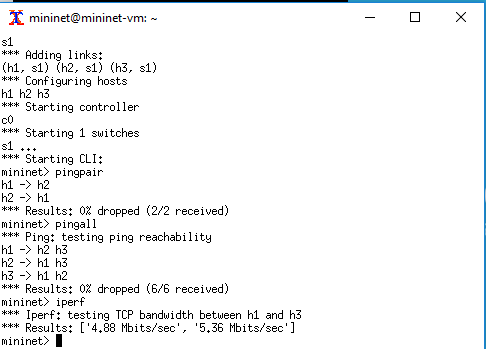 mininet@mininet-vm: ~
s1
*** Adding links:
(h1, s1) (h2, s1) (h3, s1)
*** Configuring hosts
h1 h2 h3
*** Starting controller
c0
*** Starting 1 switches
s1 ...
*** Starting CLI:
mininet> pingpair
h1 -> h2
h2 -> h1
*** Results: 0% dropped (2/2 received)
mininet> pingall
*** Ping: testing ping reachability
h1 -> h2 h3
h2 -> h1 h3
h3 -> h1 h2
*** Results: 0% dropped (6/6 received)
mininet> iperf
*** Iperf: testing TCP bandwidth between h1 and h3
*** Results: ['4.88 Mbits/sec', '5.36 Mbits/sec']
mininet>